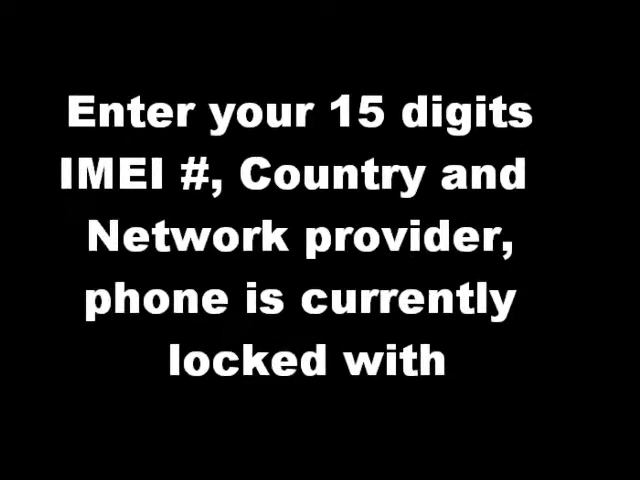 Enter your 15 digits
IMEI #, Country and
Network provider,
phone is currently
locked with